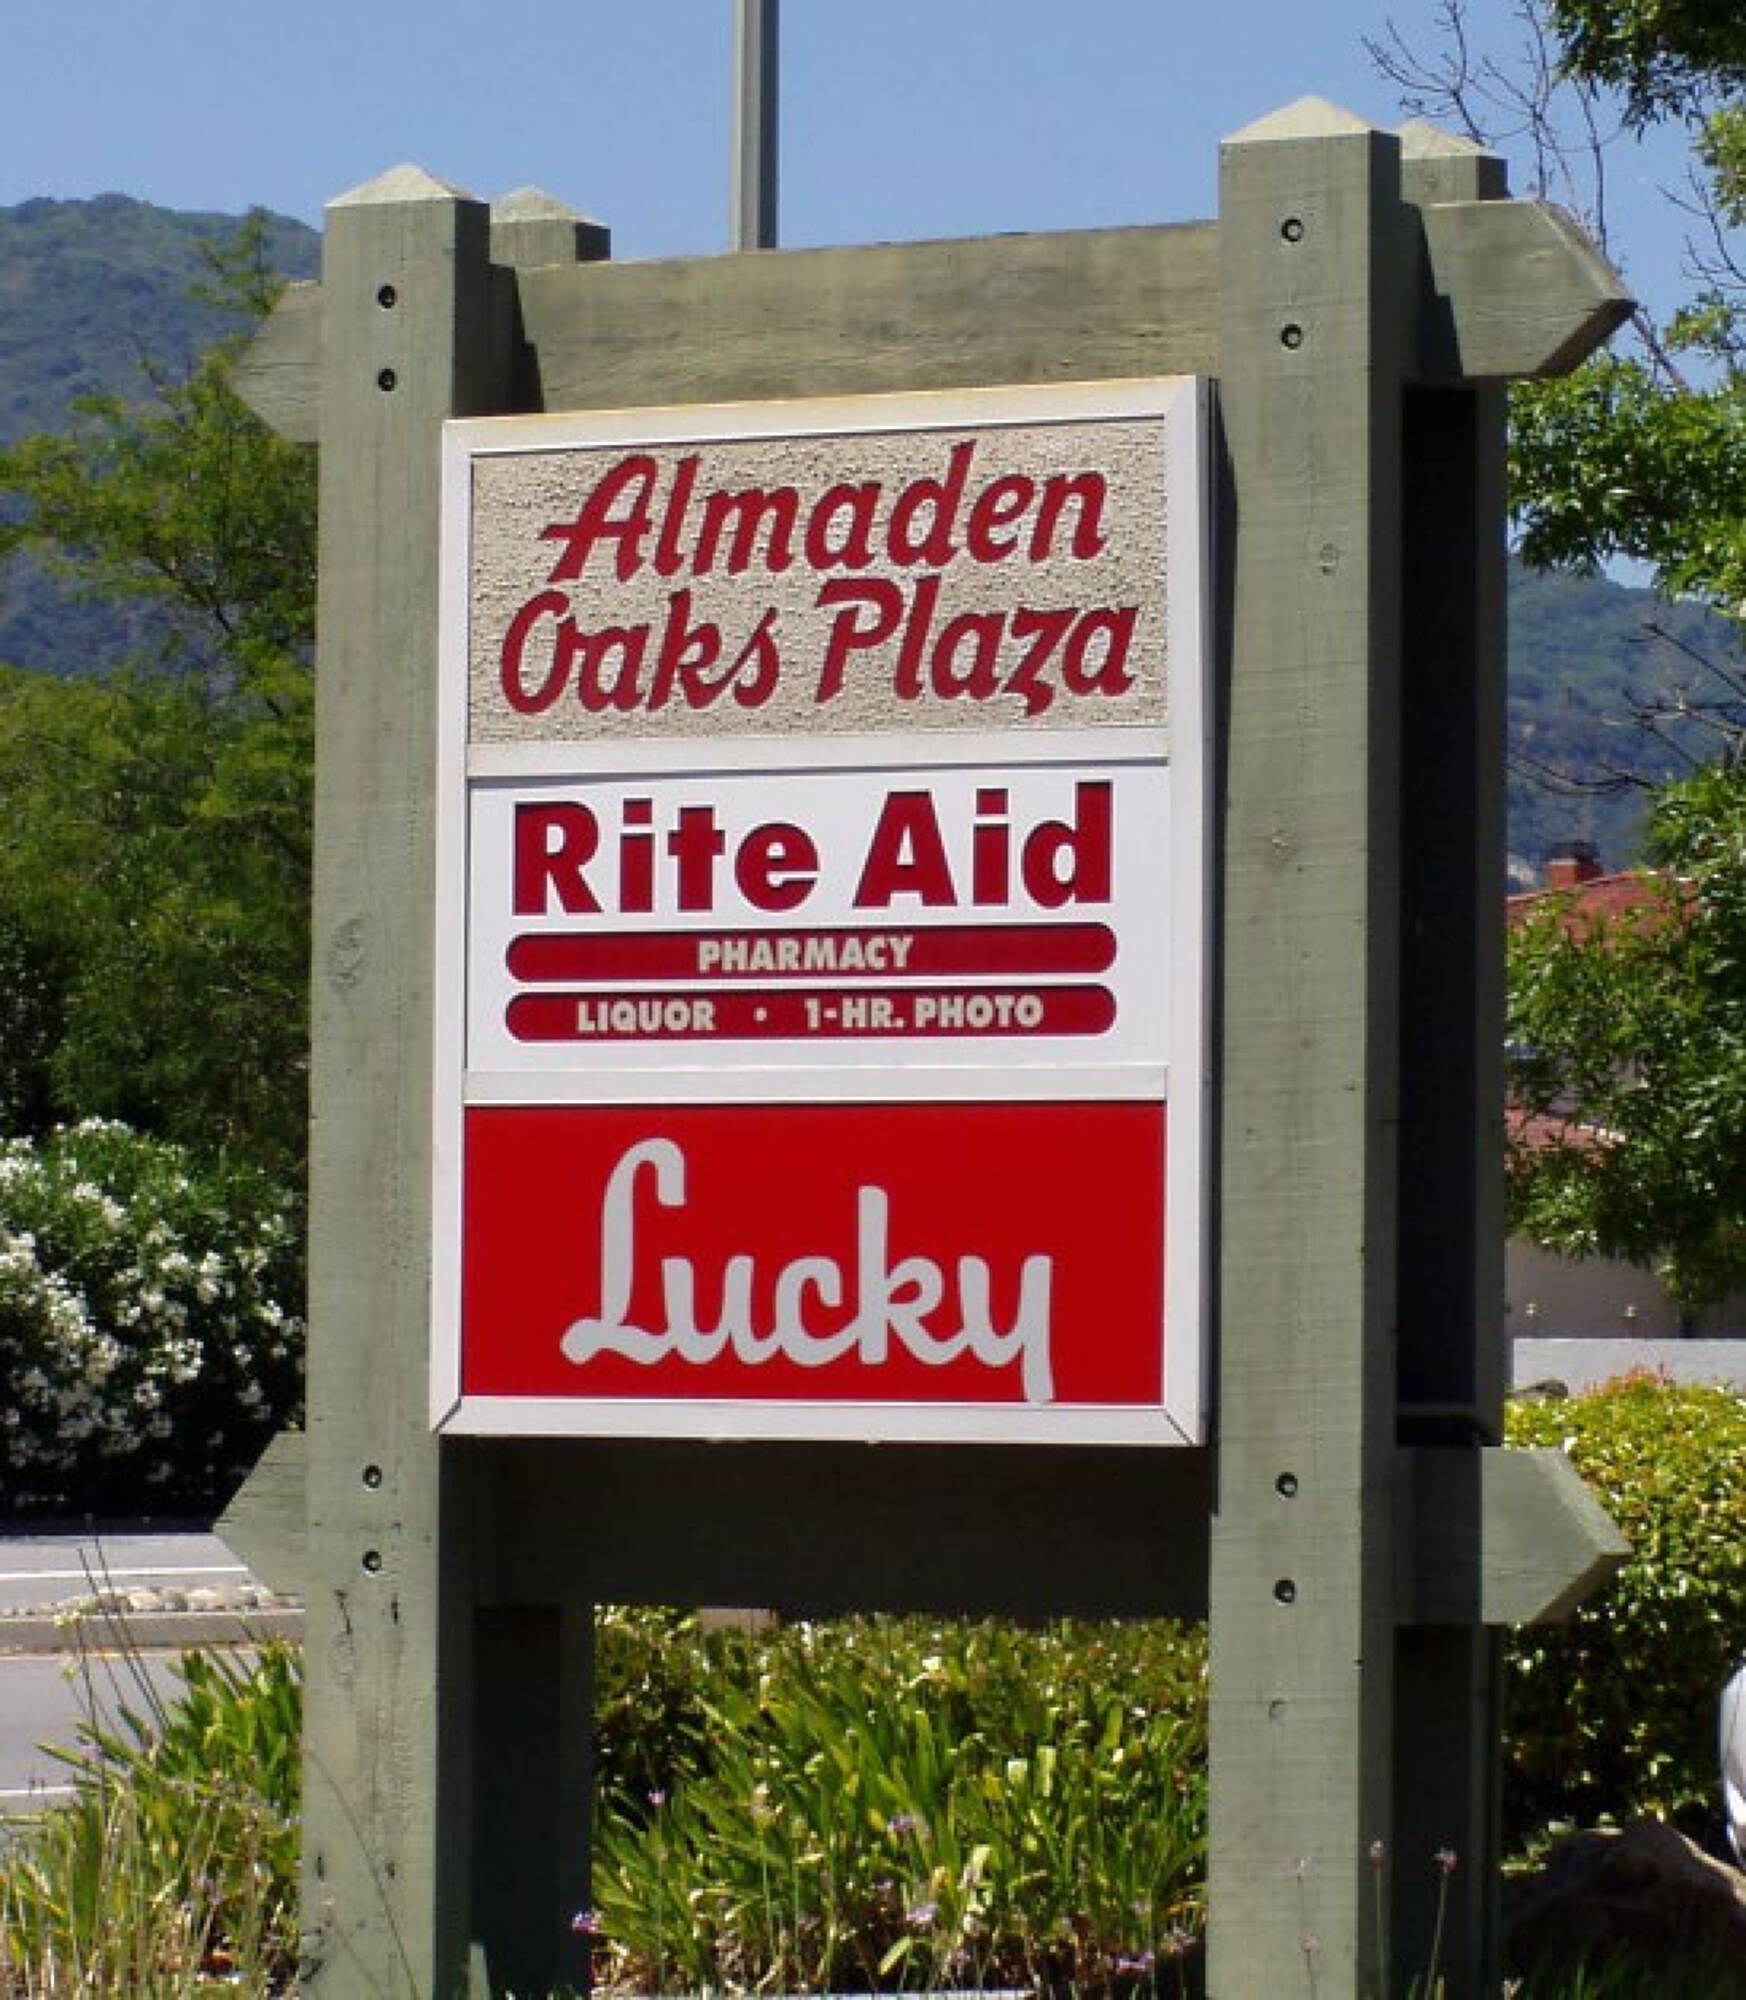 Almaden
Oaks Plaza
Rite Aid
PHARMACY
LIQUOR • 1-HR. PHOTO
Lucky